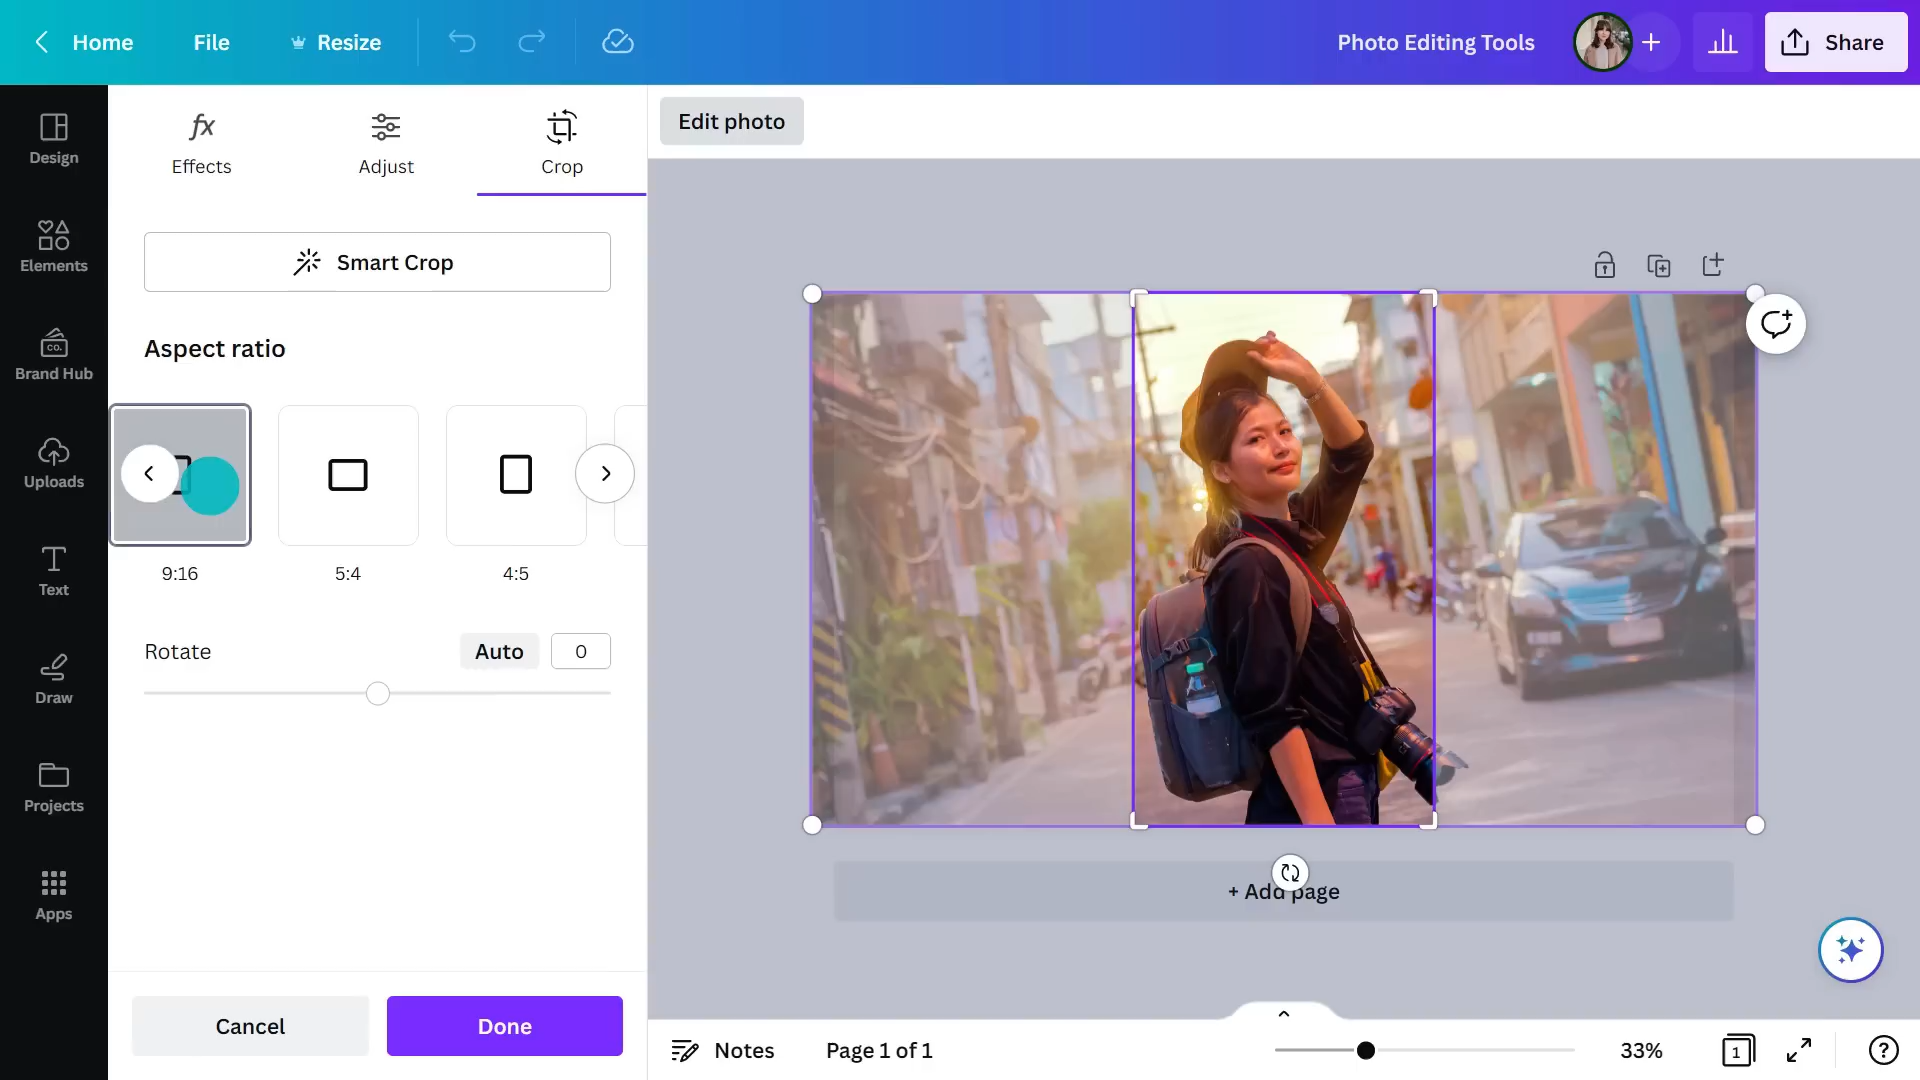 Home
File
Resize
Photo Editing Tools
Share
Design
Elements
CO.
Brand Hub
Uploads
Text
Draw
Projects
Apps
fx
Effects
Adjust
Crop
Smart Crop
Aspect ratio
9:16
5:4
4:5
Rotate
Auto
0
Cancel
Done
Edit photo
+ Add page
Notes
Page 1 of 1
33%
1
?